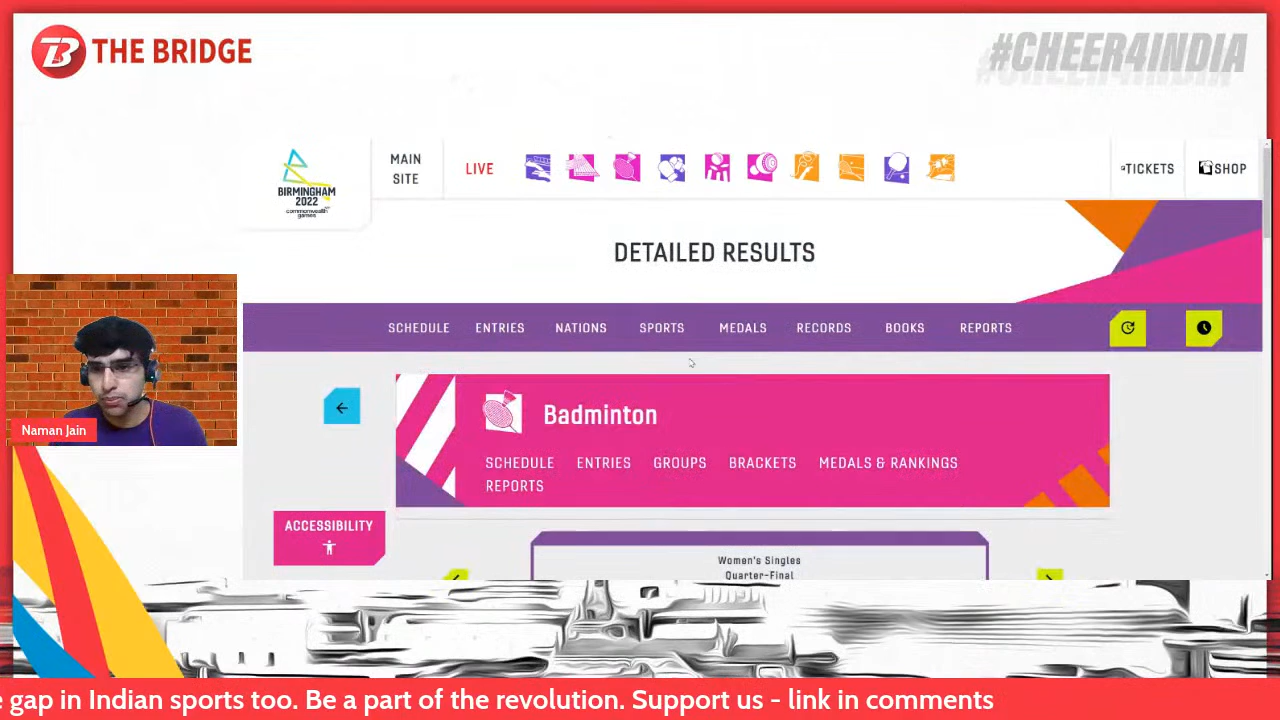 THE BRIDGE
#CHEER4INDIA
BIRMINGHAM
2022
commonwealth
games
MAIN
SITE
LIVE
TICKETS
SHOP
DETAILED RESULTS
SCHEDULE
ENTRIES
NATIONS
SPORTS
MEDALS
RECORDS
BOOKS
REPORTS
Badminton
SCHEDULE
ENTRIES
GROUPS
BRACKETS
MEDALS & RANKINGS
REPORTS
Naman Jain
ACCESSIBILITY
Women's Singles
Quarter-Final
gap in Indian sports too. Be a part of the revolution. Support us - link in comments